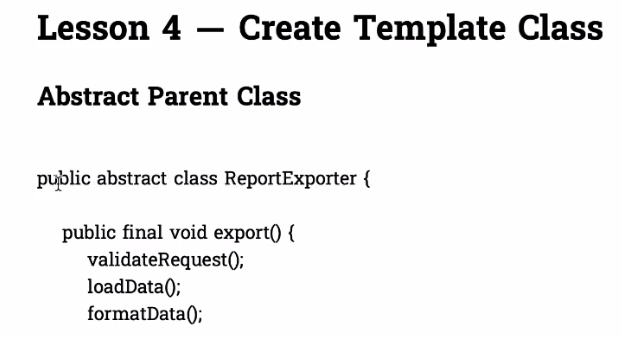 Lesson 4 — Create Template Class
Abstract Parent Class
public abstract class ReportExporter {
public final void export() {
validateRequest();
loadData();
formatData();